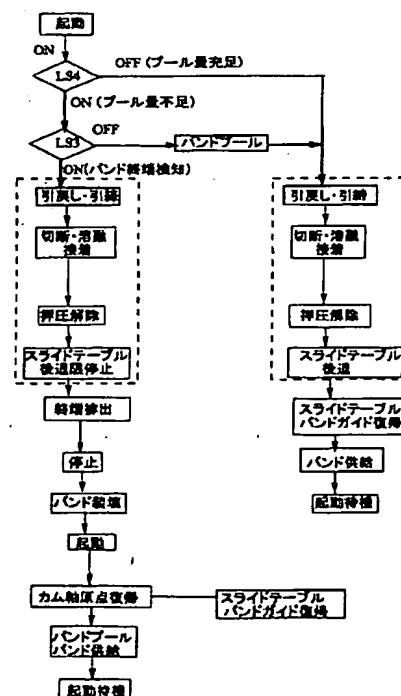 起動
ON
OFF(プール量充足)
LS4
ON(プール量不足)
LS3
OFF
バンドプール
ON(バンド終端検知)
引戻し・引締
切断・溶融
接着
押圧解除
スライドテーブル
後退限停止
終端排出
停止
バンド装填
起動
カム軸原点復帰
スライドテーブル
バンドガイド復帰
バンドプール
バンド供給
起動待機
引戻し・引締
切断・溶融
接着
押圧解除
スライドテーブル
後退
スライドテーブル
バンドガイド復帰
バンド供給
起動待機